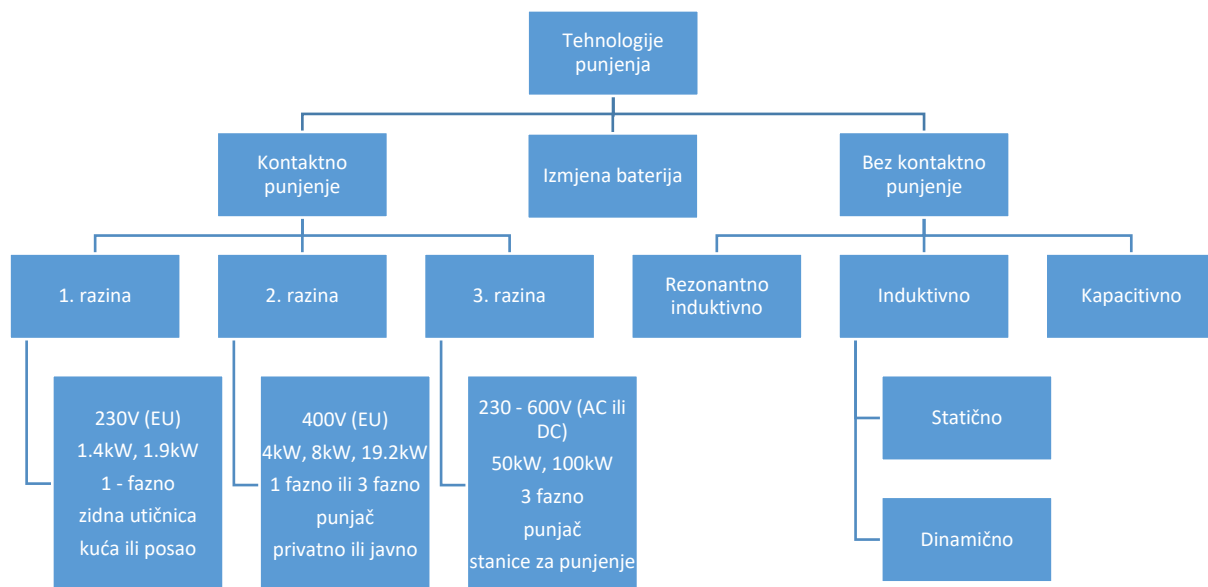 Tehnologije
punjenja
Kontaktno
punjenje
Izmjena baterija
Bez kontaktno
punjenje
1. razina
2. razina
3. razina
Rezonantno
induktivno
Induktivno
Kapacitivno
230V (EU)
1.4kW, 1.9kW
1 - fazno
zidna utičnica
kuća ili posao
400V (EU)
4kW, 8kW, 19.2kW
1 fazno ili 3 fazno
punjač
privatno ili javno
230 - 600V (AC ili
DC)
50kW, 100kW
3 fazno
punjač
stanice za punjenje
Statično
Dinamično